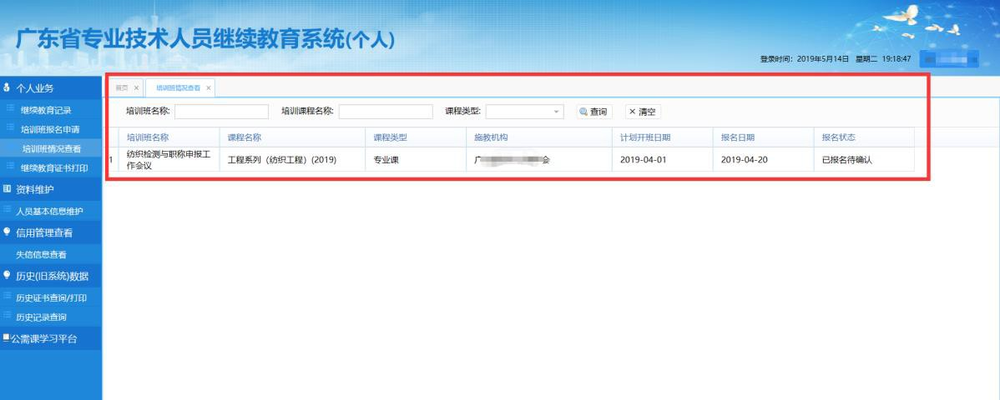 广东省专业技术人员继续教育系统(个人)
登录时间：2019年5月14日 星期二 19:18:47
个人业务
继续教育记录
培训班报名申请
培训班情况查看
继续教育证书打印
资料维护
人员基本信息维护
信用管理查看
失信信息查看
历史(旧系统)数据
历史证书查询/打印
历史记录查询
公需课学习平台
首页 × 培训班情况查看 ×
培训班名称: 培训课程名称: 课程类型: 查询 × 清空
培训班名称 课程名称 课程类型 施教机构 计划开班日期 报名日期 报名状态
1 纺织检测与职称申报工 工程系列（纺织工程）(2019) 专业课 广 会 2019-04-01 2019-04-20 已报名待确认
作会议